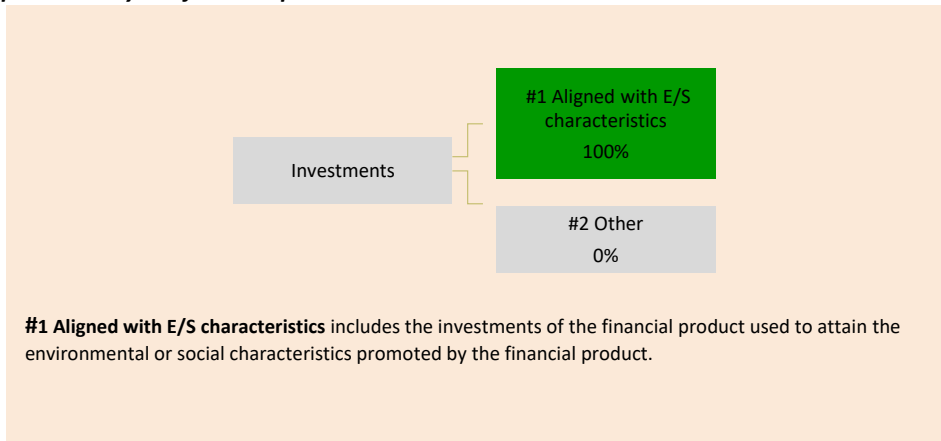 #1 Aligned with E/S
characteristics
100%
Investments
#2 Other
0%
#1 Aligned with E/S characteristics includes the investments of the financial product used to attain the
environmental or social characteristics promoted by the financial product.